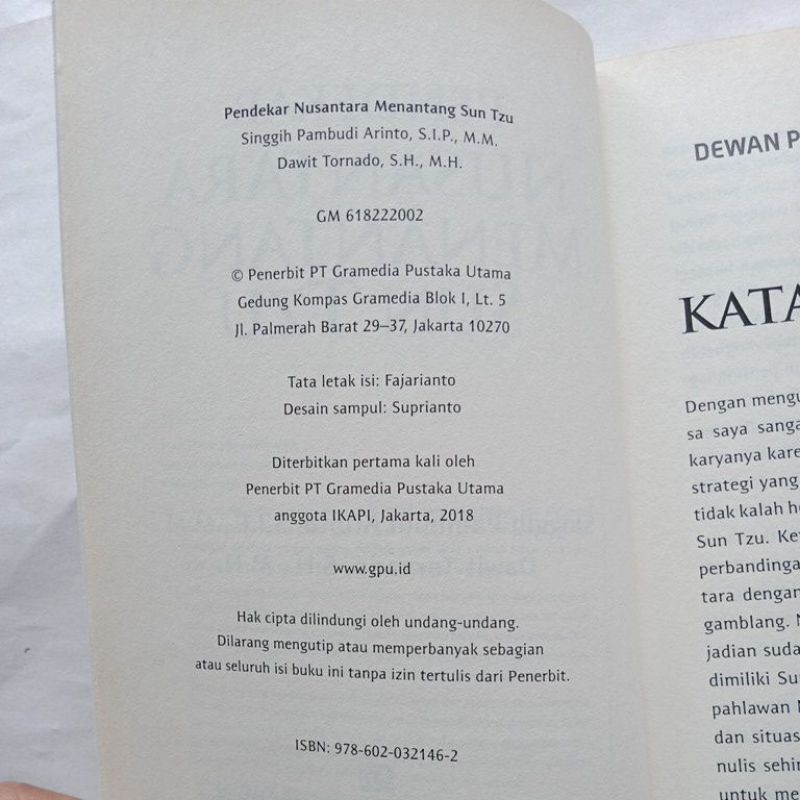 Pendekar Nusantara Menantang Sun Tzu
Singgih Pambudi Arinto, S.I.P., M.M.
Dawit Tornado, S.H., M.H.
GM 618222002
© Penerbit PT Gramedia Pustaka Utama
Gedung Kompas Gramedia Blok I, Lt. 5
Jl. Palmerah Barat 29–37, Jakarta 10270
Tata letak isi: Fajarianto
Desain sampul: Suprianto
Diterbitkan pertama kali oleh
Penerbit PT Gramedia Pustaka Utama
anggota IKAPI, Jakarta, 2018
www.gpu.id
Hak cipta dilindungi oleh undang-undang.
Dilarang mengutip atau memperbanyak sebagian
atau seluruh isi buku ini tanpa izin tertulis dari Penerbit.
ISBN: 978-602-032146-2
DEWAN P
KATA
Dengan mengu
sa saya sanga
karyanya kare
strategi yang
tidak kalah he
Sun Tzu. Ke
perbandinga
tara dengan
gamblang.
jadian suda
dimiliki Su
pahlawan
dan situas
nulis sehin
untuk me